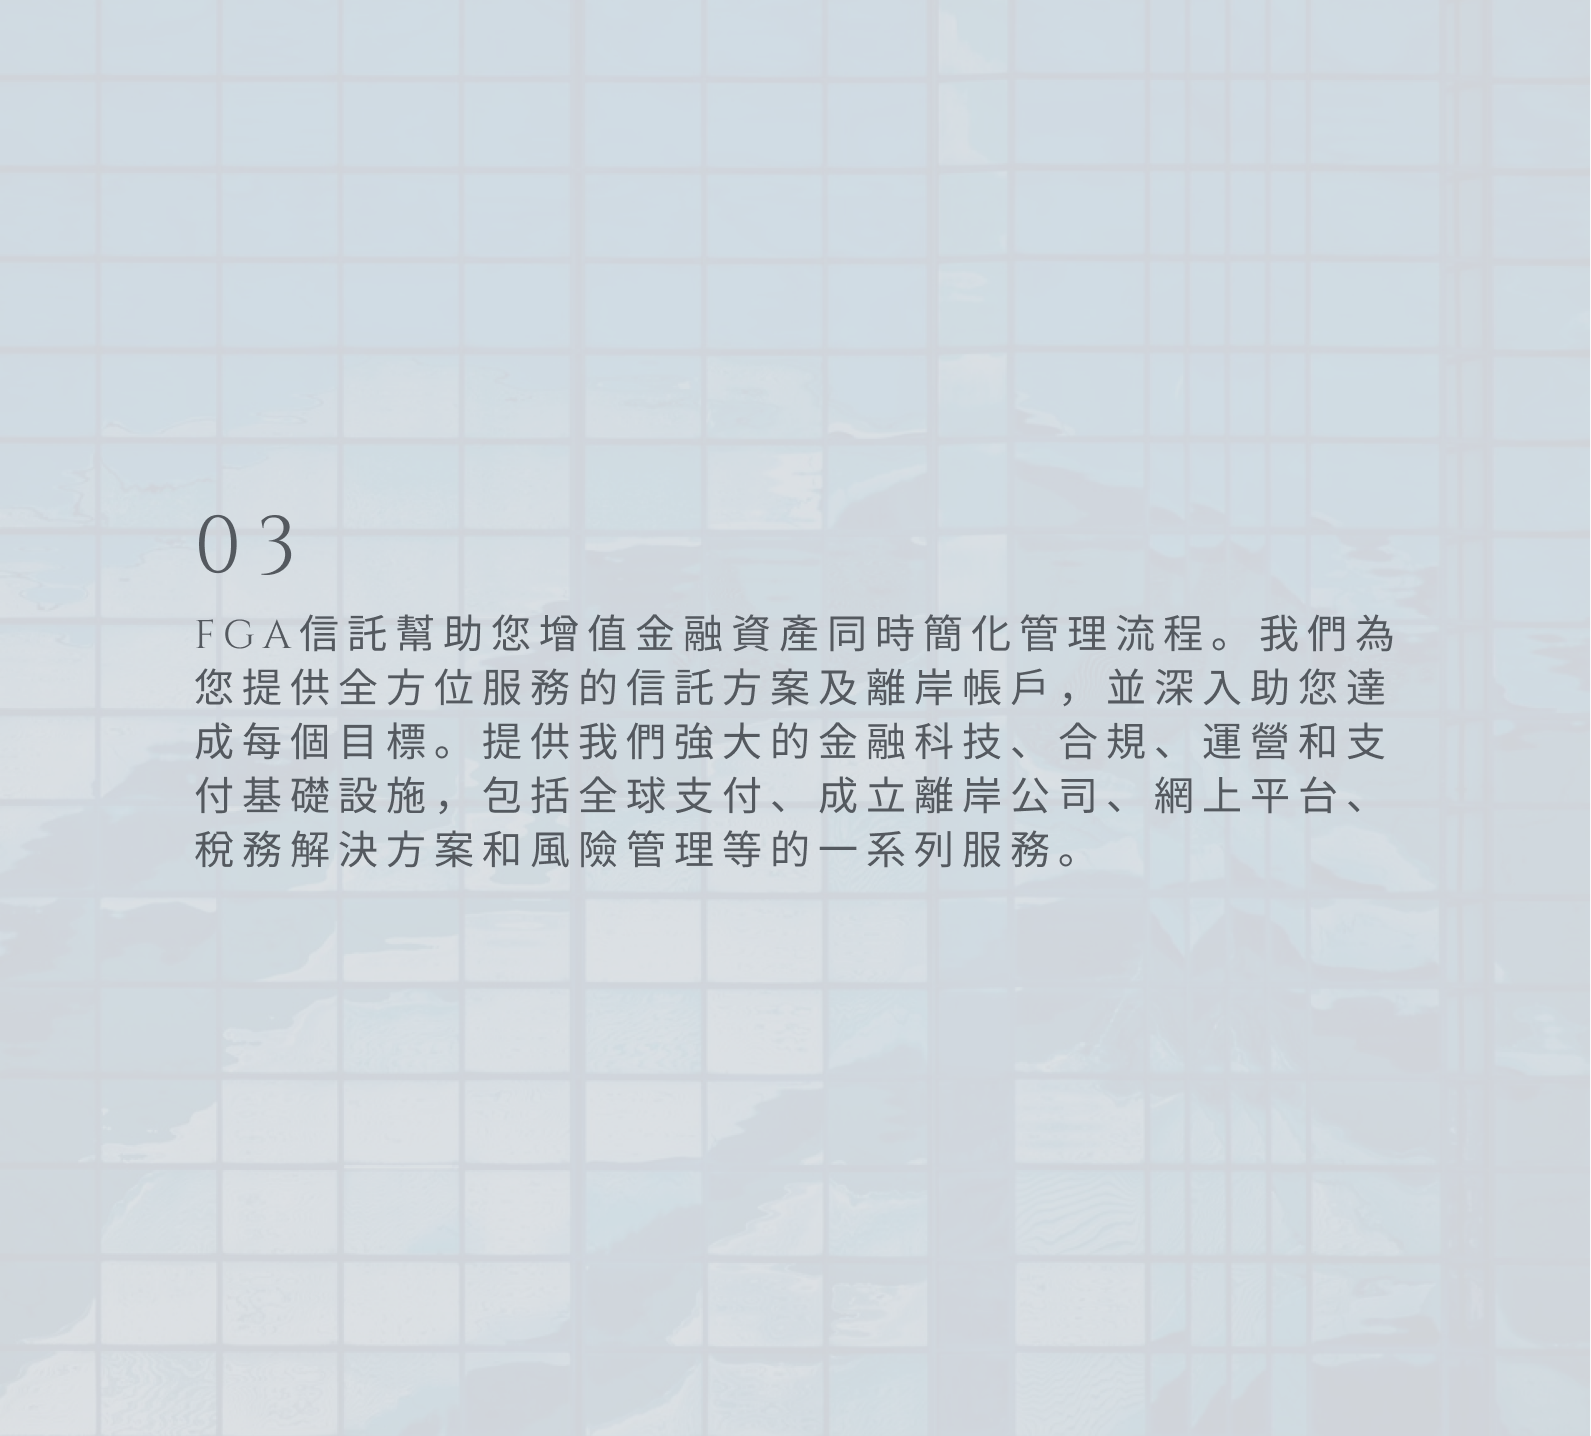 03
FGA信託幫助您增值金融資產同時簡化管理流程。我們為
您提供全方位服務的信託方案及離岸帳戶，並深入助您達
成每個目標。提供我們強大的金融科技、合規、運營和支
付基礎設施，包括全球支付、成立離岸公司、網上平台、
稅務解決方案和風險管理等的一系列服務。